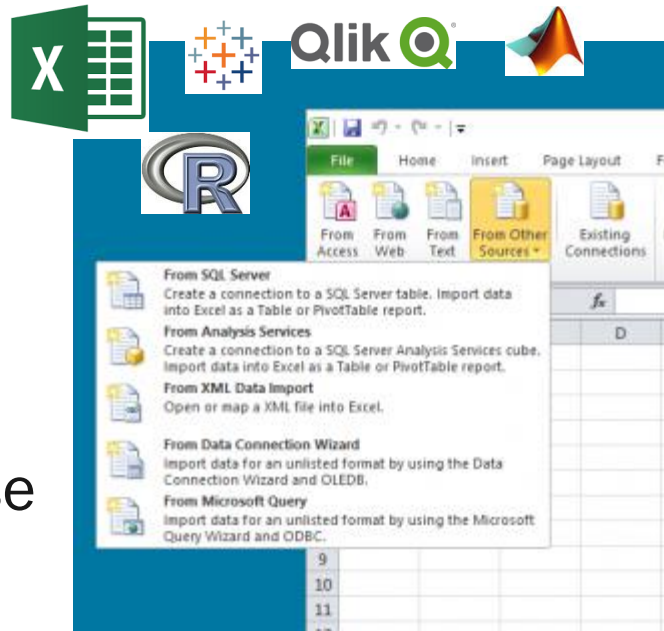 X
Qlik
R
File Home Insert Page Layout F
From Access
From Web
From Text
From Other Sources
Existing Connections
From SQL Server
Create a connection to a SQL Server table. Import data
into Excel as a Table or PivotTable report.
From Analysis Services
Create a connection to a SQL Server Analysis Services cube.
Import data into Excel as a Table or PivotTable report.
From XML Data Import
Open or map a XML file into Excel.
From Data Connection Wizard
Import data for an unlisted format by using the Data
Connection Wizard and OLEDB.
From Microsoft Query
Import data for an unlisted format by using the Microsoft
Query Wizard and ODBC.
fx
D
se
9
10
11